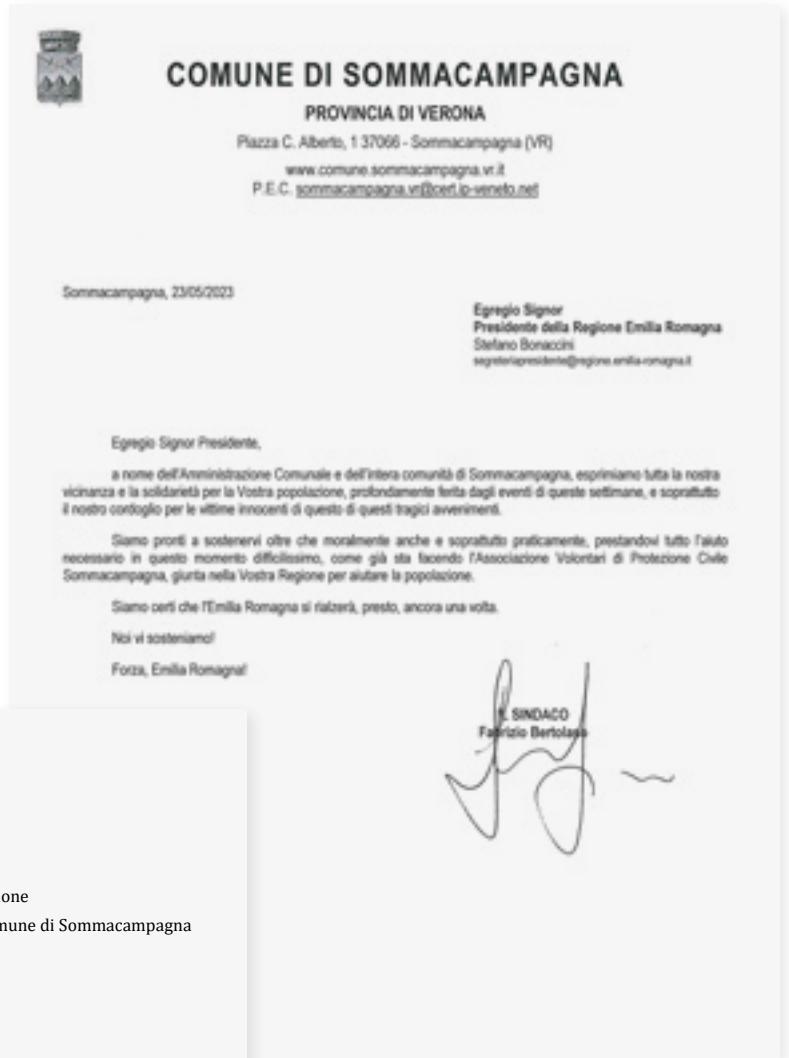 COMUNE DI SOMMACAMPAGNA
PROVINCIA DI VERONA
Piazza C. Alberto, 1 37066 - Sommacampagna (VR)
www.comune.sommacampagna.vr.it
P.E.C. sommacampagna.vr@cert.ip-veneto.net
Sommacampagna, 23/05/2023
Egregio Signor
Presidente della Regione Emilia Romagna
Stefano Bonaccini
segreteriapresidente@regione.emilia-romagna.it
Egregio Signor Presidente,
a nome dell'Amministrazione Comunale e dell'intera comunità di Sommacampagna, esprimiamo tutta la nostra
vicinanza e la solidarietà per la Vostra popolazione, profondamente ferita dagli eventi di queste settimane, e soprattutto
il nostro cordoglio per le vittime innocenti di questo di questi tragici avvenimenti.
Siamo pronti a sostenervi oltre che moralmente anche e soprattutto praticamente, prestandovi tutto l'aiuto
necessario in questo momento difficilissimo, come già sta facendo l'Associazione Volontari di Protezione Civile
Sommacampagna, giunta nella Vostra Regione per aiutare la popolazione.
Siamo certi che l'Emilia Romagna si rialzerà, presto, ancora una volta.
Noi vi sosteniamo!
Forza, Emilia Romagna!
IL SINDACO
Fabrizio Bertolaso
one
mune di Sommacampagna